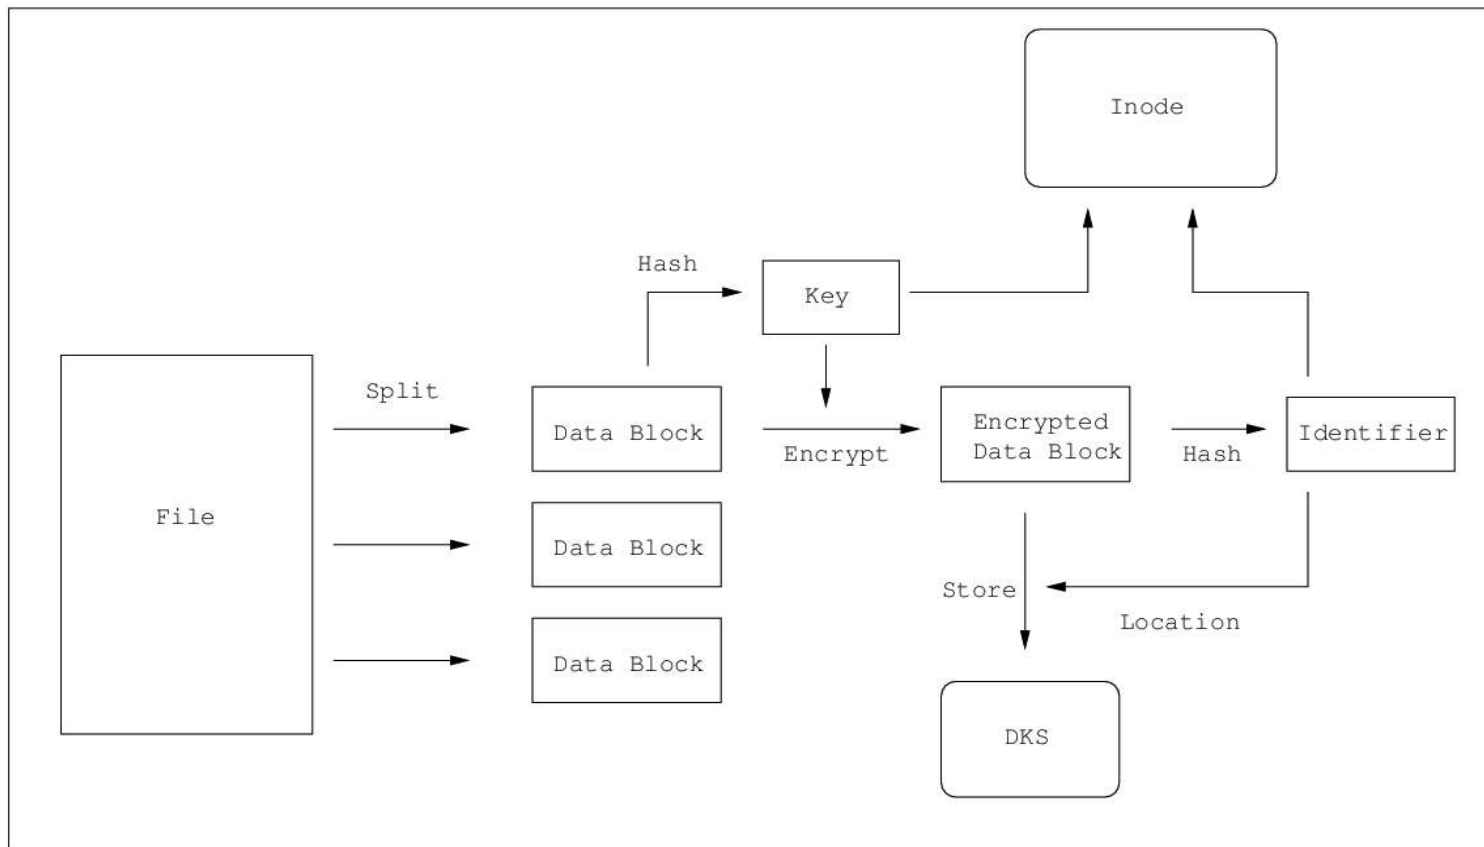 Inode
Hash
Key
Split
Data Block
Encrypt
Encrypted
Data Block
Hash
Identifier
File
Data Block
Store
Location
Data Block
DKS